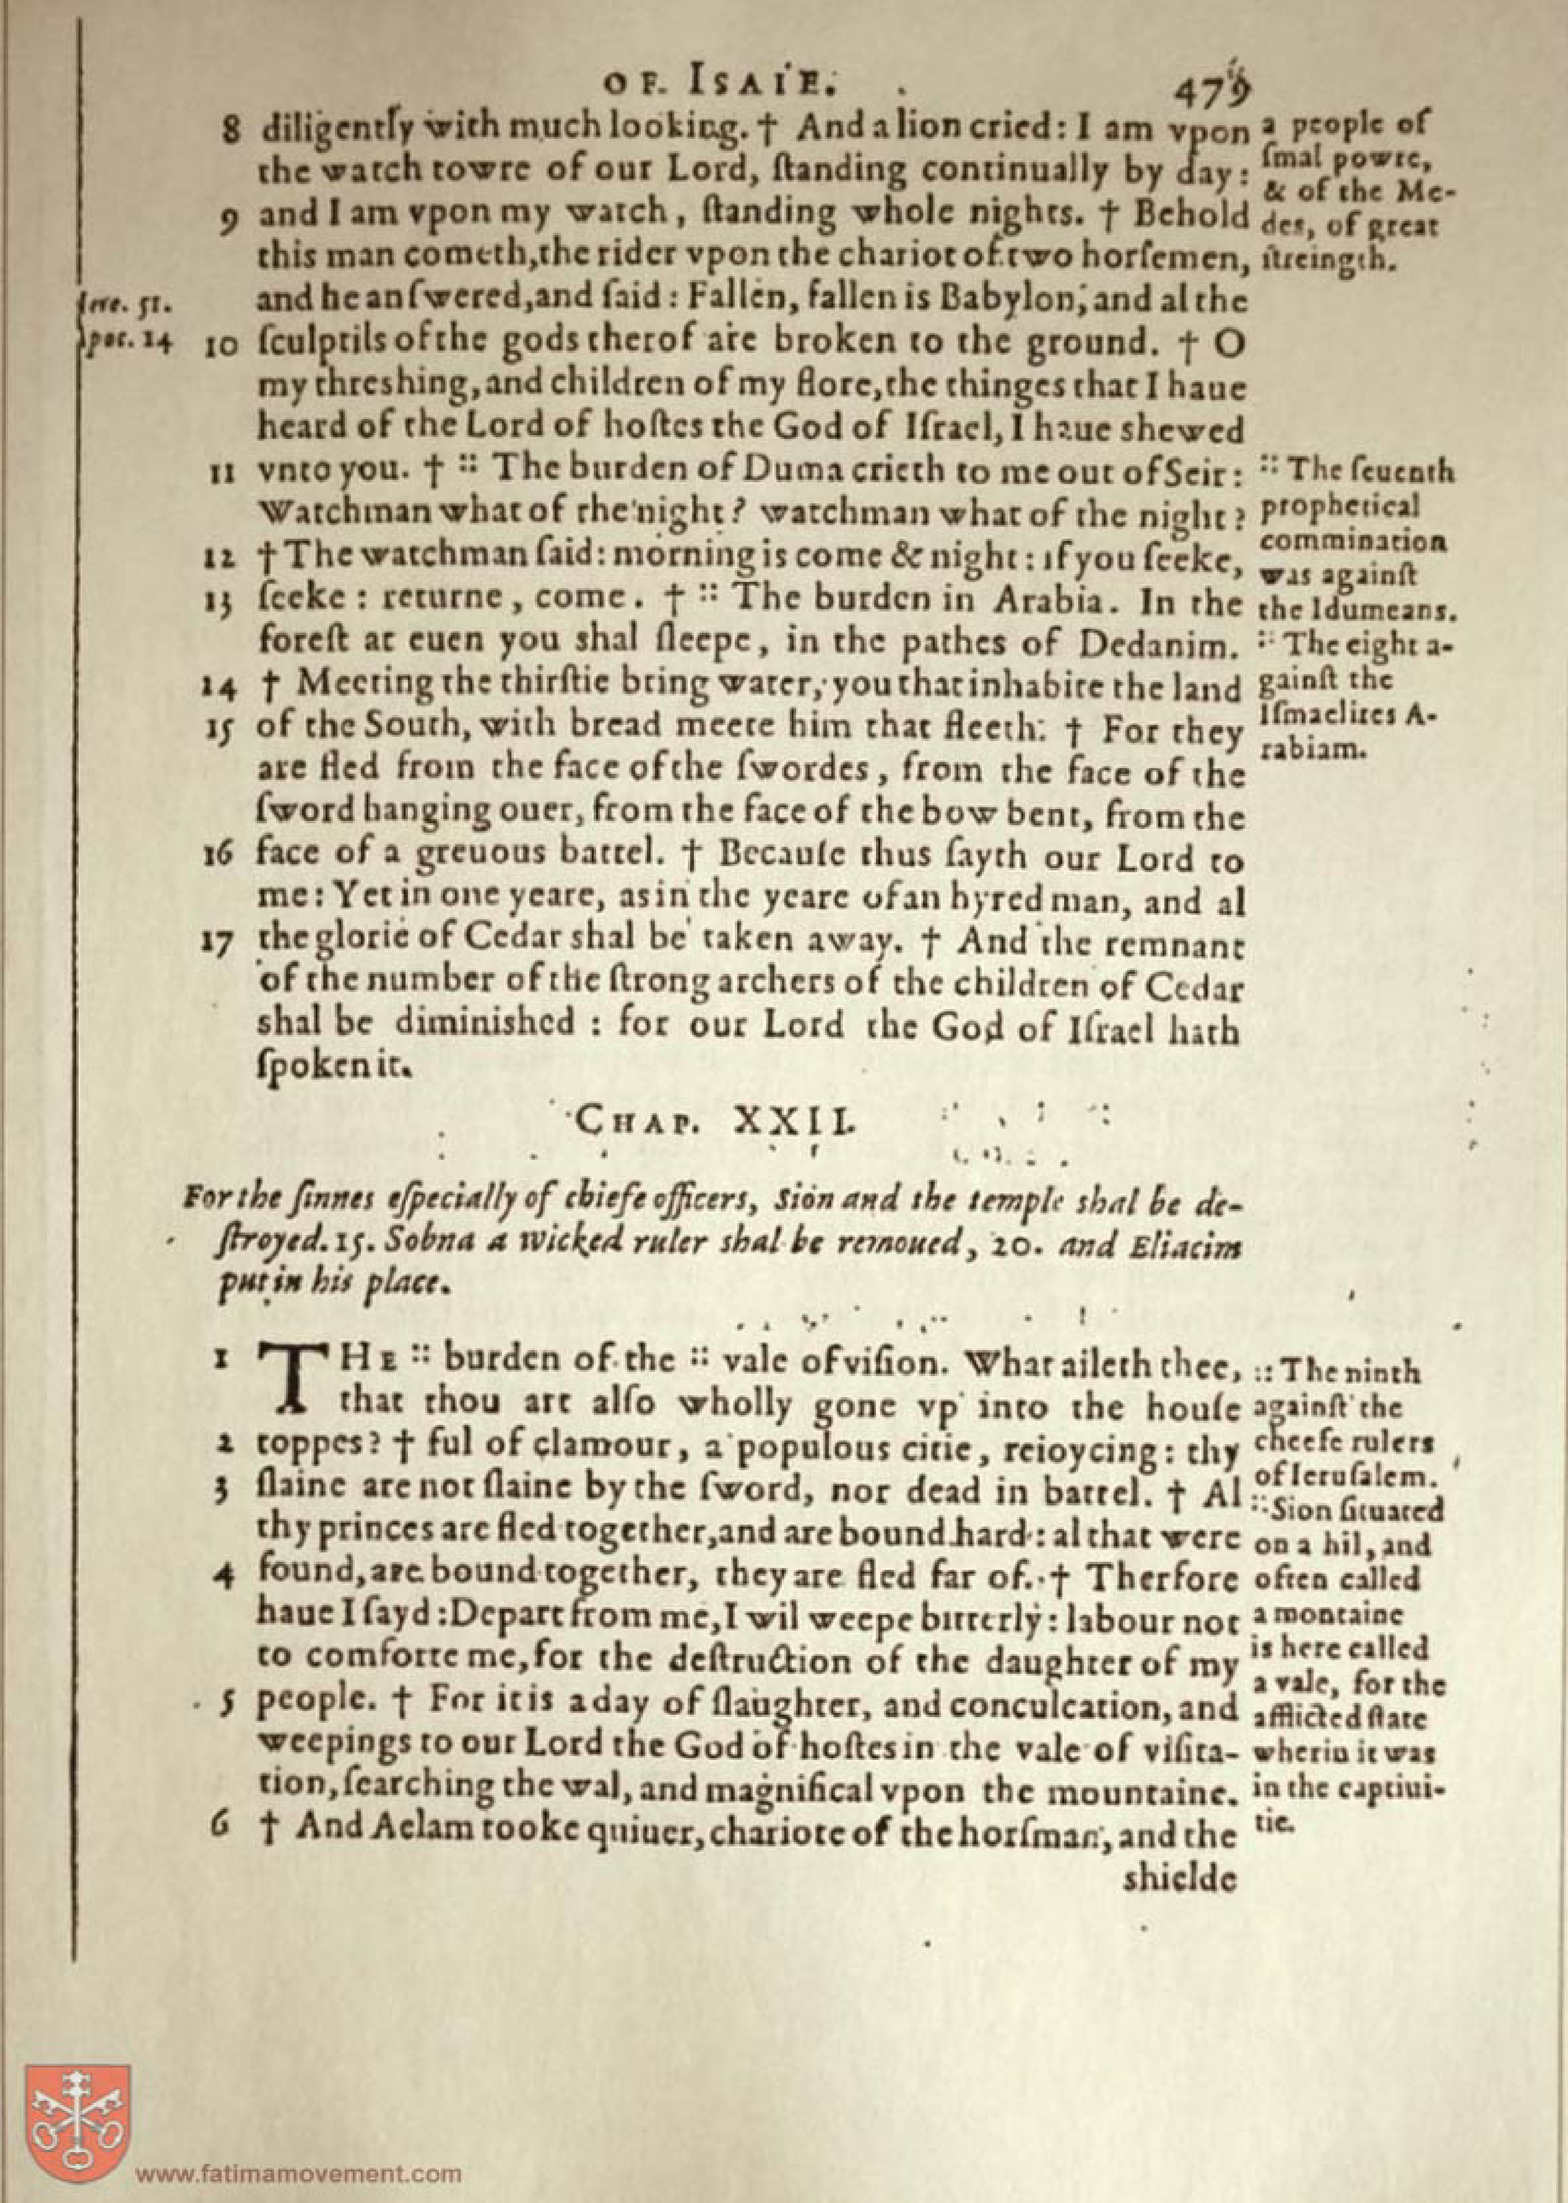 OF ISAIE. 479
8 diligently with much looking. † And a lion cried: I am vpon
the watch towre of our Lord, ſtanding continually by day:
9 and I am vpon my watch, ſtanding whole nights. † Behold
this man cometh, the rider vpon the chariot of two horſemen,
and he anſwered, and ſaid: Fallen, fallen is Babylon, and al the
10 ſculptils of the gods therof are broken to the ground. † O
my threshing, and children of my flore, the thinges that I haue
heard of the Lord of hoſtes the God of Iſrael, I haue shewed
11 vnto you. † :: The burden of Duma crieth to me out of Seir:
Watchman what of the night? watchman what of the night?
12 † The watchman ſaid: morning is come & night: if you ſeeke,
13 ſeeke: returne, come. † :: The burden in Arabia. In the
foreſt at euen you shal ſleepe, in the pathes of Dedanim.
14 † Meeting the thirſtie bring water, you that inhabite the land
15 of the South, with bread meete him that fleeth. † For they
are fled from the face of the ſwordes, from the face of the
ſword hanging ouer, from the face of the bow bent, from the
16 face of a greuous battel. † Becauſe thus ſayth our Lord to
me: Yet in one yeare, as in the yeare of an hyred man, and al
17 the glorie of Cedar shal be taken away. † And the remnant
of the number of the ſtrong archers of the children of Cedar
shal be diminished: for our Lord the God of Iſrael hath
ſpoken it.
a people of
ſmal powre,
& of the Me-
des, of great
ſtreingth.
Iere. 51.
Apoc. 14
:: The ſeuenth
prophetical
commination
was againſt
the Idumeans.
:: The eight a-
gainſt the
Iſmaelites A-
rabiam.
CHAP. XXII.
For the ſinnes eſpecially of chiefe officers, Sion and the temple shal be de-
ſtroyed. 15. Sobna a wicked ruler shal be remoued, 20. and Eliacim
put in his place.
1 THE :: burden of the :: vale of viſion. What aileth thee,
that thou art alſo wholly gone vp into the houſe
2 toppes? † ful of clamour, a populous citie, reioycing: thy
3 ſlaine are not ſlaine by the ſword, nor dead in battel. † Al
thy princes are fled together, and are bound hard: al that were
4 found, are bound together, they are fled far of. † Therfore
haue I ſayd: Depart from me, I wil weepe bitterly: labour not
to comforte me, for the deſtruction of the daughter of my
5 people. † For it is a day of ſlaughter, and conculcation, and
weepings to our Lord the God of hoſtes in the vale of viſita-
tion, ſearching the wal, and magnifical vpon the mountaine.
6 † And Aelam tooke quiuer, chariote of the horſman, and the
shielde
:: The ninth
againſt the
cheefe rulers
of Ieruſalem.
:: Sion ſituated
on a hil, and
often called
a montaine
is here called
a vale, for the
afflicted ſtate
wherin it was
in the captiui-
tie.
www.fatimamovement.com